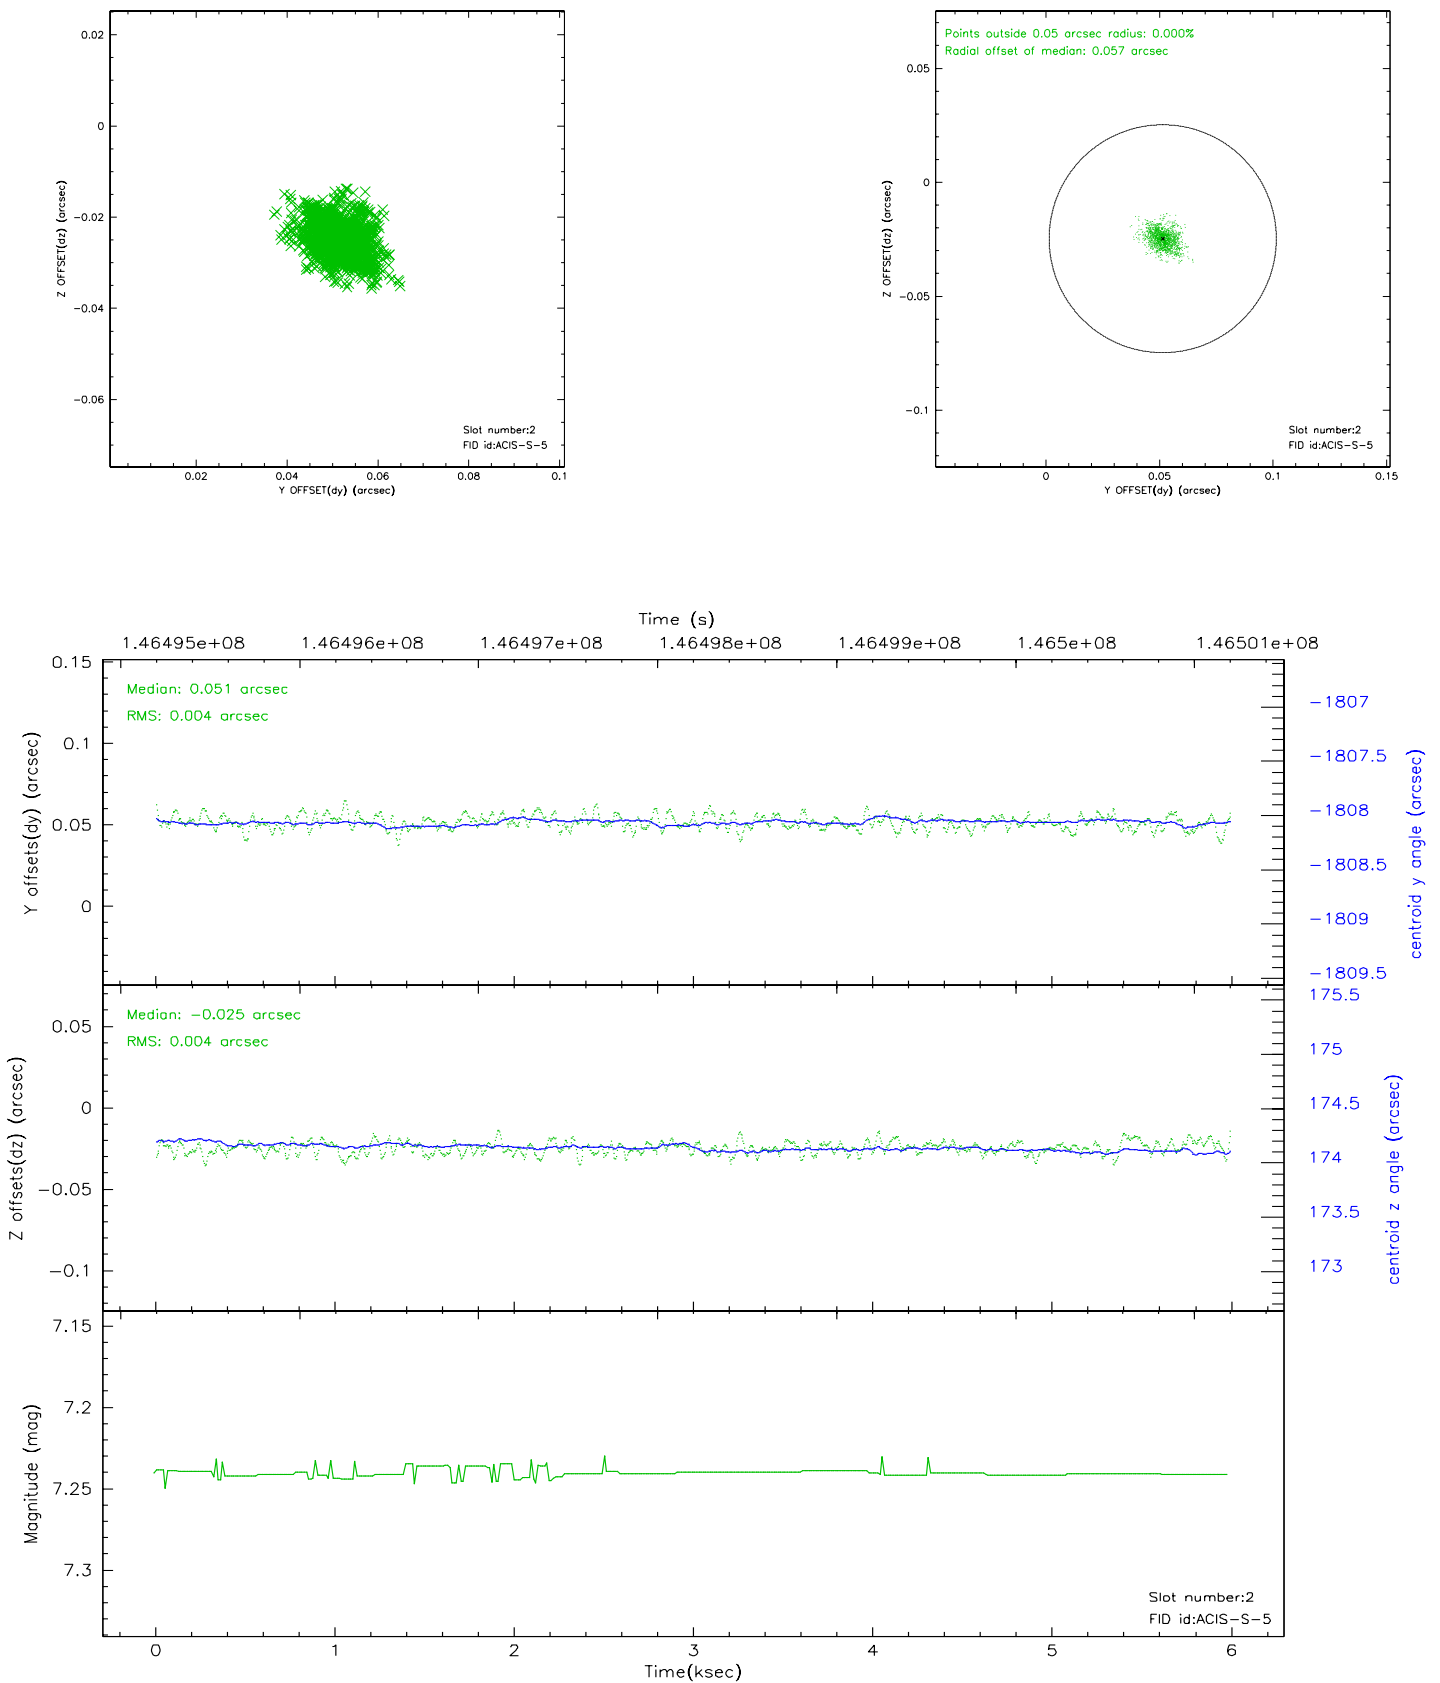 0.02
0
−0.02
−0.04
−0.06
Z OFFSET(dz) (arcsec)
Slot number:2
FID id:ACIS−S−5
0.02 0.04 0.06 0.08 0.1
Y OFFSET(dy) (arcsec)
Points outside 0.05 arcsec radius: 0.000%
Radial offset of median: 0.057 arcsec
0.05
0
−0.05
−0.1
Z OFFSET(dz) (arcsec)
Slot number:2
FID id:ACIS−S−5
0 0.05 0.1 0.15
Y OFFSET(dy) (arcsec)
Time (s)
1.46495e+08 1.46496e+08 1.46497e+08 1.46498e+08 1.46499e+08 1.465e+08 1.46501e+08
Median: 0.051 arcsec
RMS: 0.004 arcsec
0.15
0.1
0.05
0
Y offsets(dy) (arcsec)
−1807
−1807.5
−1808
−1808.5
−1809
−1809.5
centroid y angle (arcsec)
Median: −0.025 arcsec
RMS: 0.004 arcsec
0.05
0
−0.05
−0.1
Z offsets(dz) (arcsec)
175.5
175
174.5
174
173.5
173
centroid z angle (arcsec)
7.15
7.2
7.25
7.3
Magnitude (mag)
Slot number:2
FID id:ACIS−S−5
0 1 2 3 4 5 6
Time(ksec)